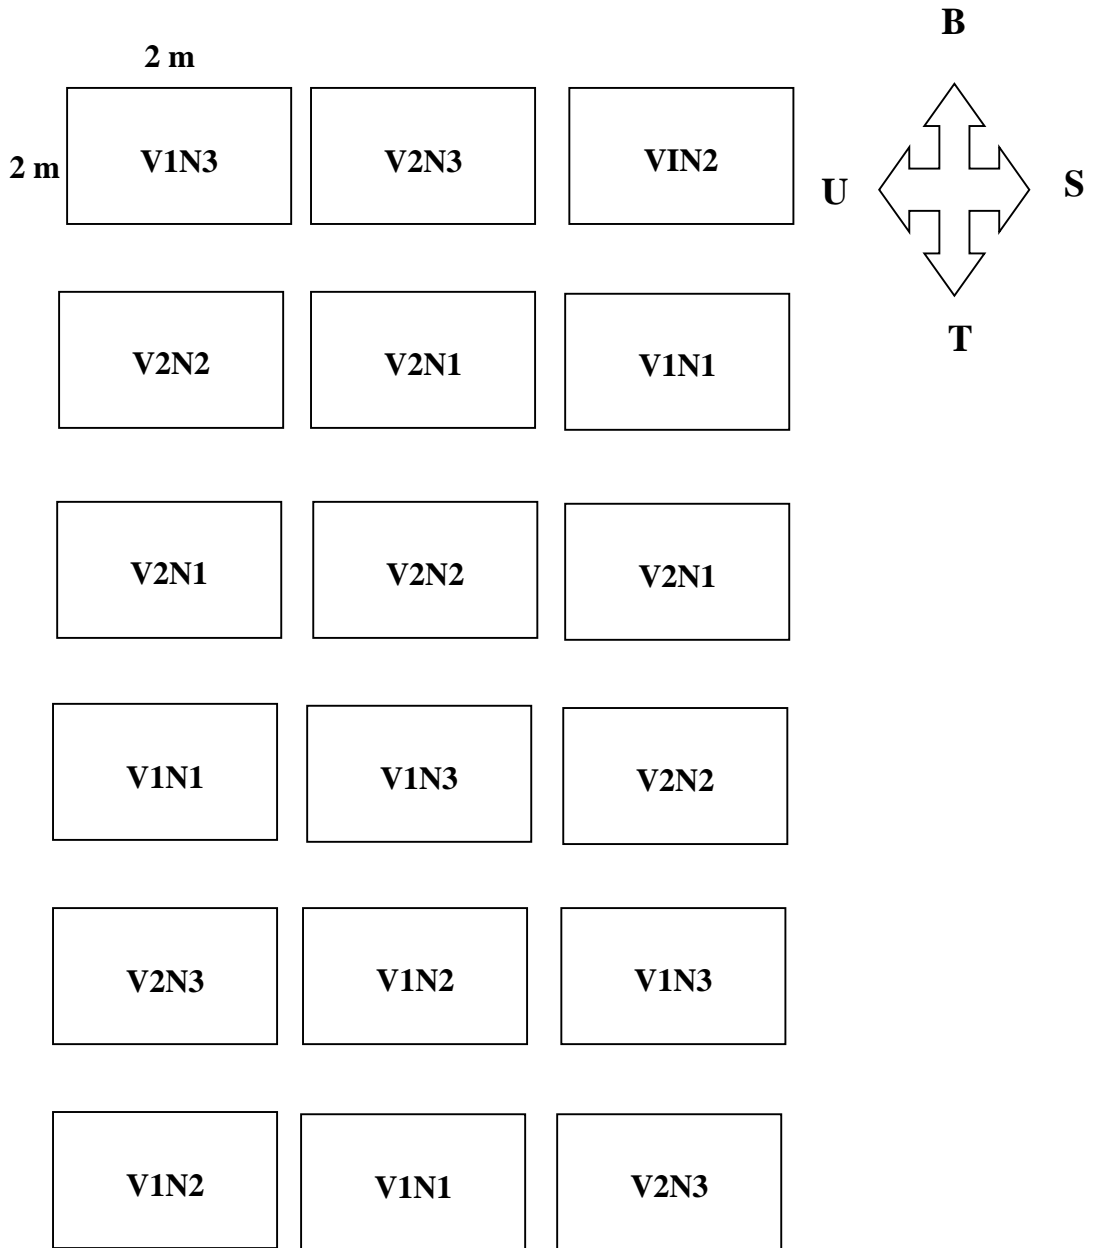 B
2 m
2 m
V1N3 V2N3 VIN2
U S
T
V2N2 V2N1 V1N1
V2N1 V2N2 V2N1
V1N1 V1N3 V2N2
V2N3 V1N2 V1N3
V1N2 V1N1 V2N3